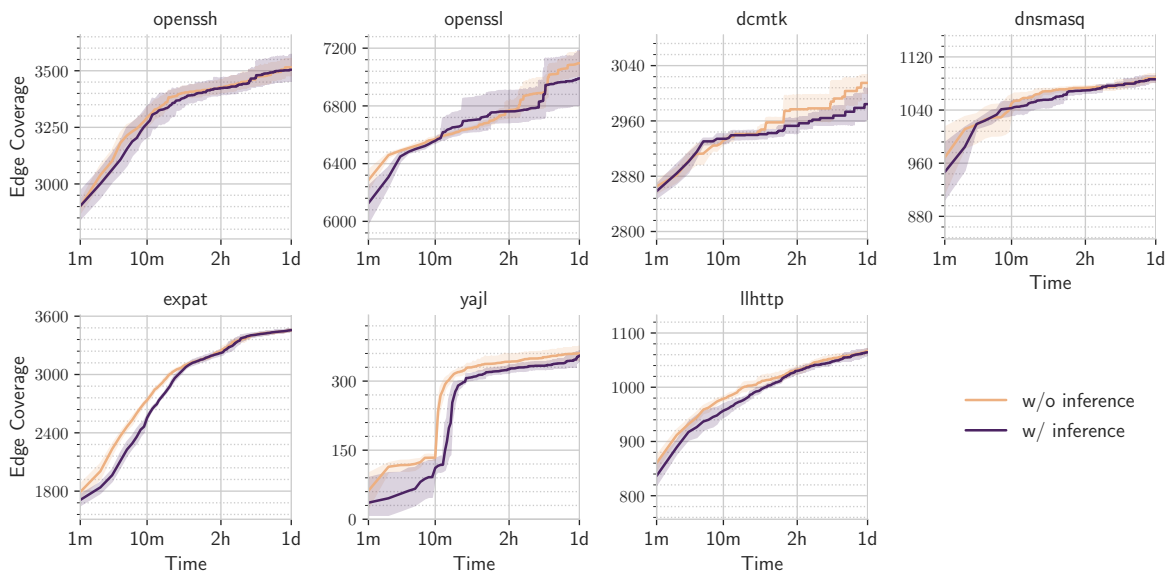 openssh
openssl
dcmtk
dnsmasq
Edge Coverage
3500
3250
3000
7200
6800
6400
6000
3040
2960
2880
2800
1120
1040
960
880
1m 10m 2h 1d
1m 10m 2h 1d
1m 10m 2h 1d
1m 10m 2h 1d
Time
expat
yajl
llhttp
Edge Coverage
3600
3000
2400
1800
300
150
0
1100
1000
900
800
w/o inference
w/ inference
1m 10m 2h 1d
1m 10m 2h 1d
1m 10m 2h 1d
Time
Time
Time